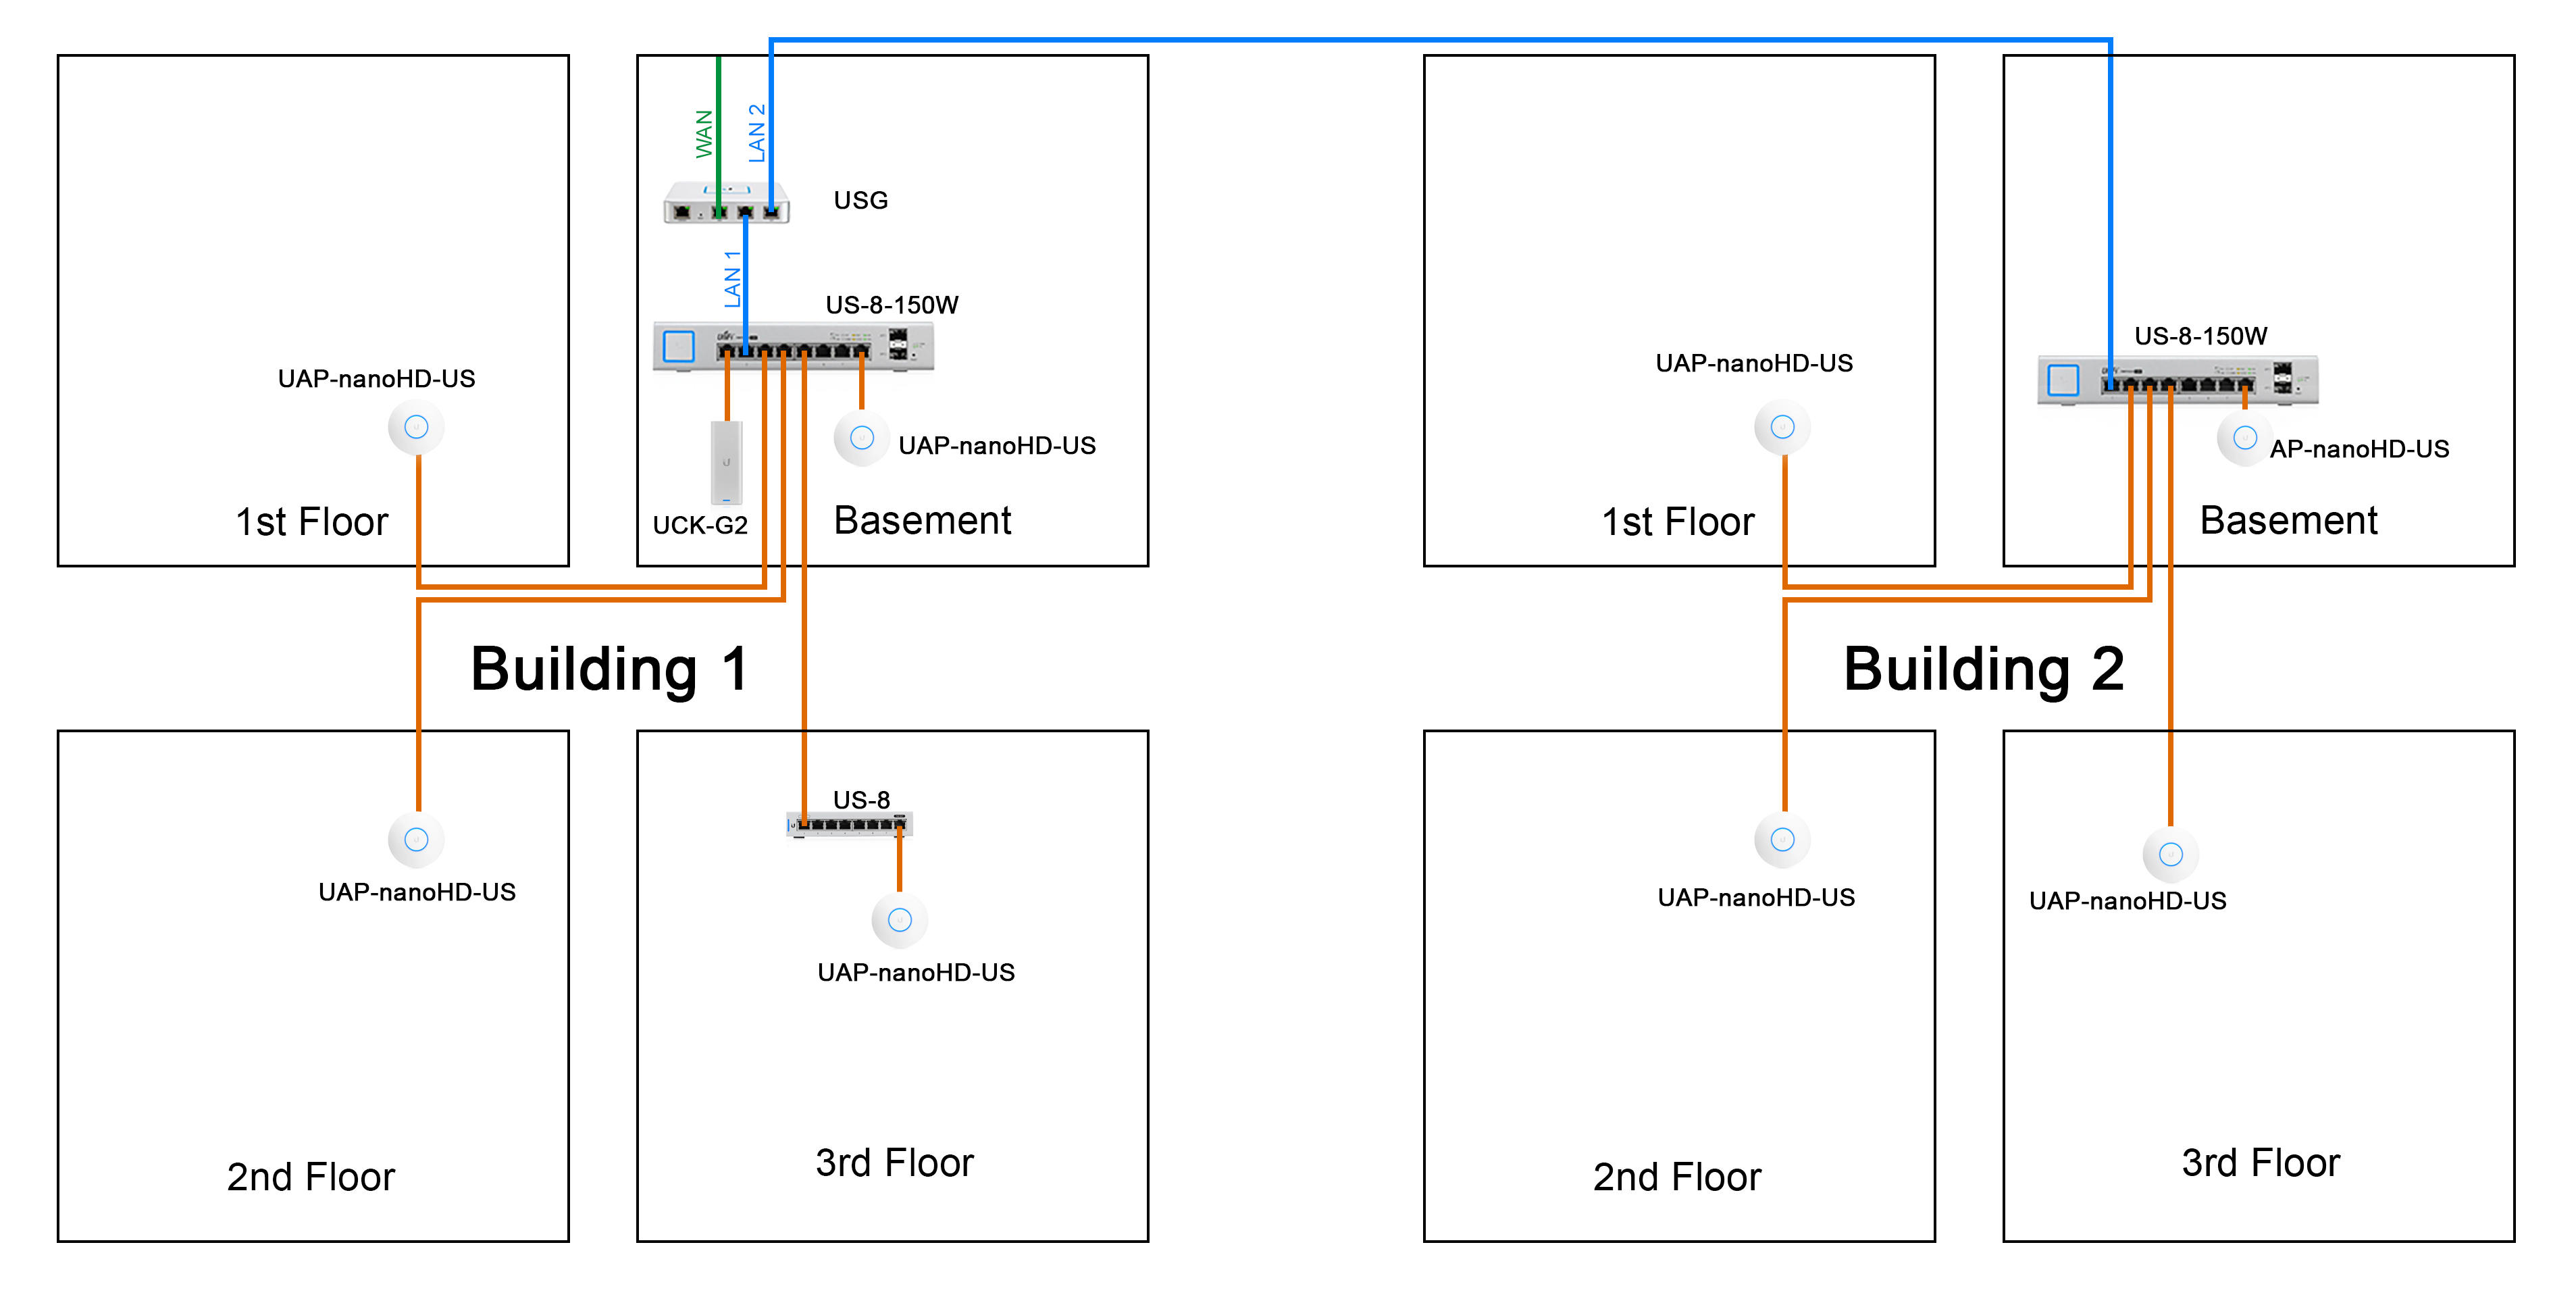 WAN
LAN 2
USG
LAN 1
US-8-150W
UAP-nanoHD-US
UAP-nanoHD-US
UCK-G2
1st Floor
Basement
UAP-nanoHD-US
US-8-150W
AP-nanoHD-US
1st Floor
Basement
Building 1
Building 2
US-8
UAP-nanoHD-US
UAP-nanoHD-US
2nd Floor
3rd Floor
UAP-nanoHD-US
UAP-nanoHD-US
2nd Floor
3rd Floor